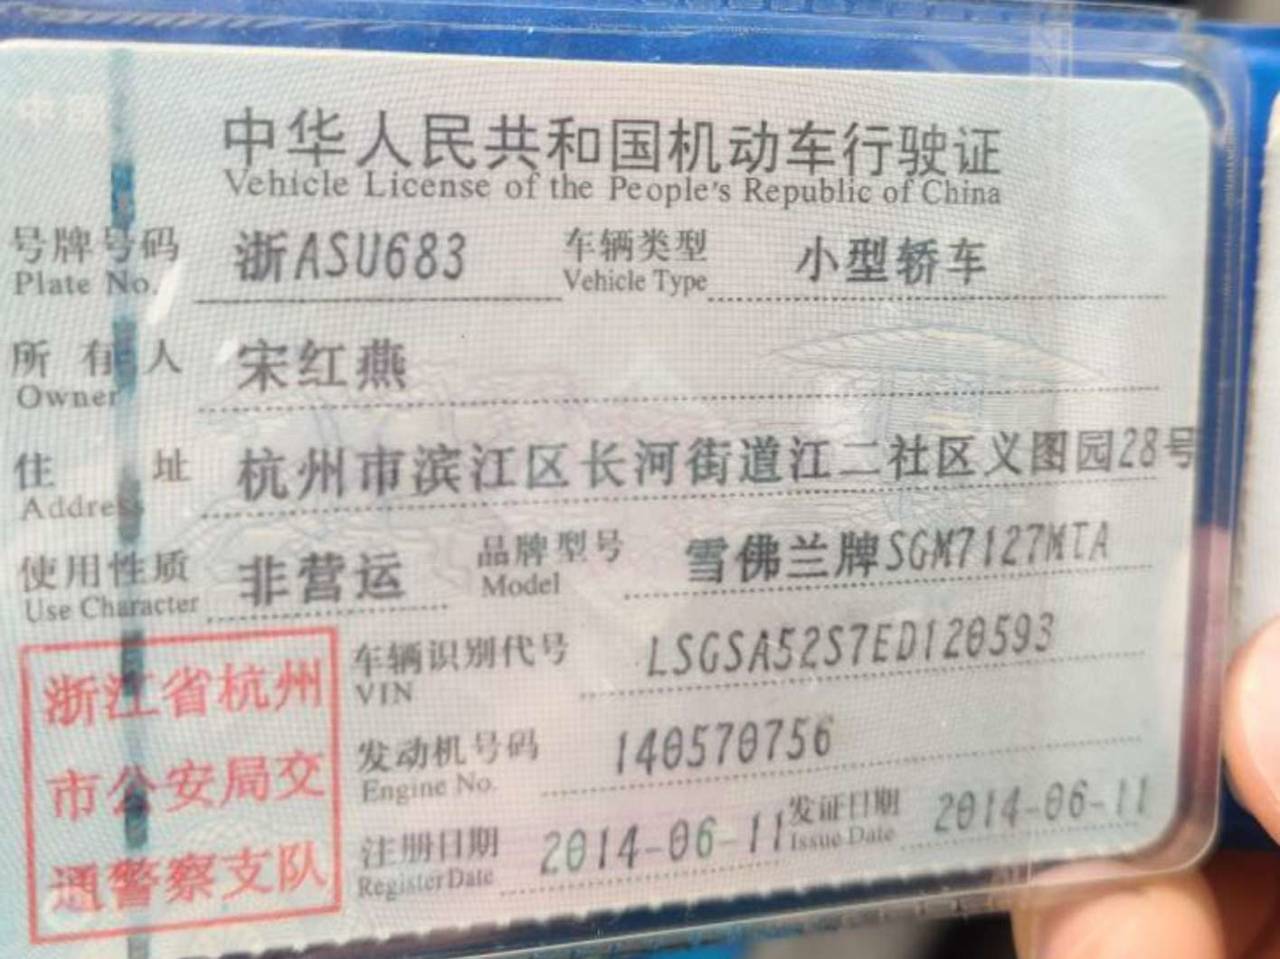 中华人民共和国机动车行驶证
Vehicle License of the People's Republic of China
号牌号码 浙ASU683 车辆类型 小型轿车
Plate No. Vehicle Type
所有人 宋红燕
Owner
住址 杭州市滨江区长河街道江二社区义图园28号
Address
使用性质 非营运 品牌型号 雪佛兰牌SGM7127MTA
Use Character Model
车辆识别代号 LSGSA52S7ED120593
VIN
发动机号码 140570756
Engine No.
注册日期 2014-06-11 发证日期 2014-06-11
Register Date Issue Date
浙江省杭州
市公安局交
通警察支队